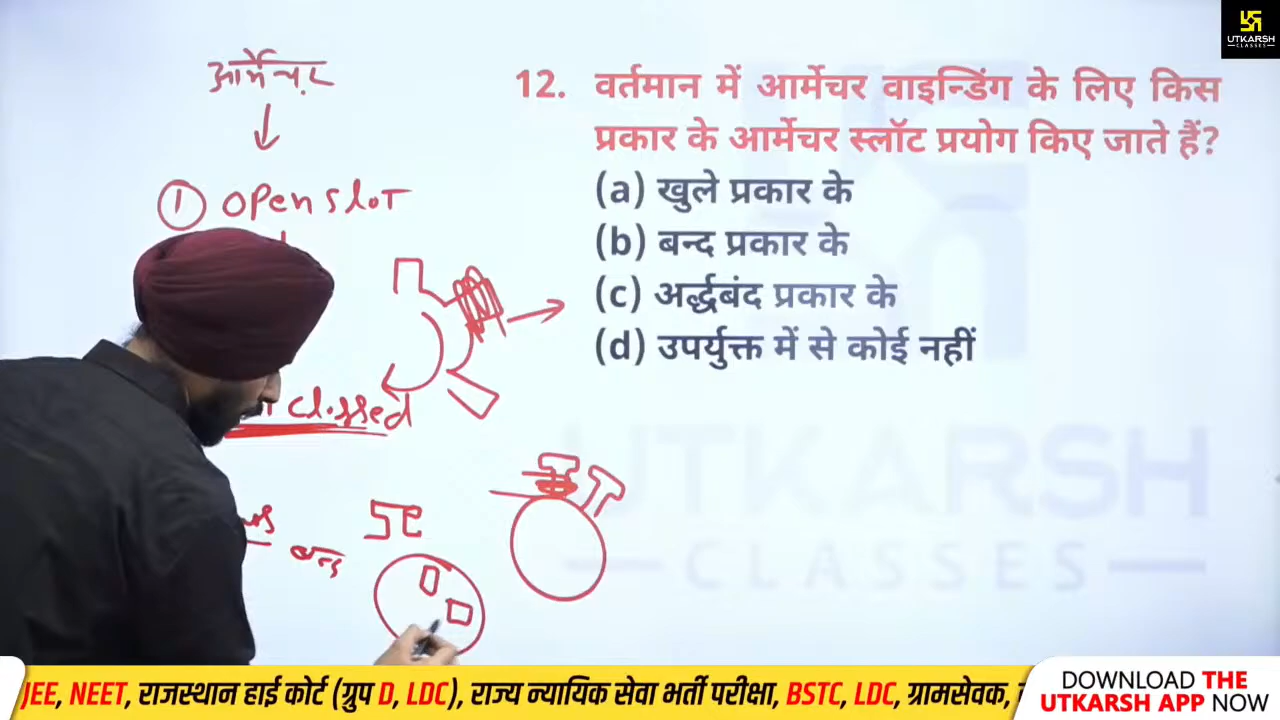 UTKARSH
CLASSES
आर्मेचर
↓
① open slot
closed
बन्द
12. वर्तमान में आर्मेचर वाइन्डिंग के लिए किस
प्रकार के आर्मेचर स्लॉट प्रयोग किए जाते हैं?
(a) खुले प्रकार के
(b) बन्द प्रकार के
(c) अर्द्धबंद प्रकार के
(d) उपर्युक्त में से कोई नहीं
UTKARSH
CLASSES
JEE, NEET, राजस्थान हाई कोर्ट (ग्रुप D, LDC), राज्य न्यायिक सेवा भर्ती परीक्षा, BSTC, LDC, ग्रामसेवक,
DOWNLOAD THE
UTKARSH APP NOW